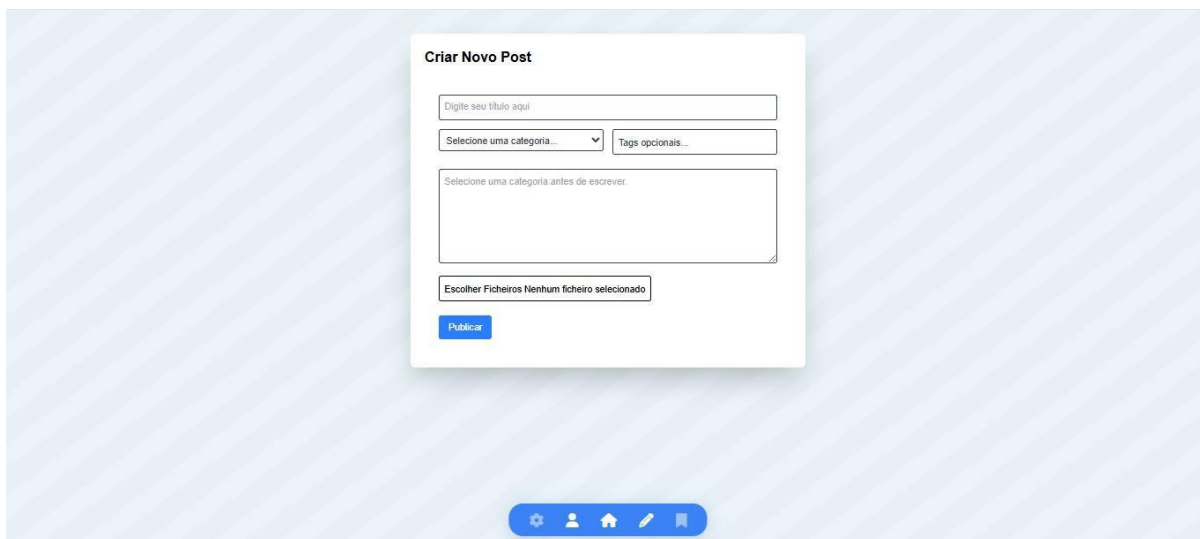 Criar Novo Post
Digite seu título aqui
Selecione uma categoria... Tags opcionais...
Selecione uma categoria antes de escrever.
Escolher Ficheiros Nenhum ficheiro selecionado
Publicar